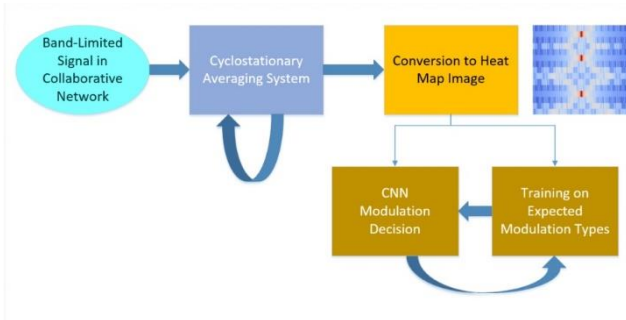 Band-Limited
Signal in
Collaborative
Network
Cyclostationary
Averaging System
Conversion to Heat
Map Image
CNN
Modulation
Decision
Training on
Expected
Modulation Types